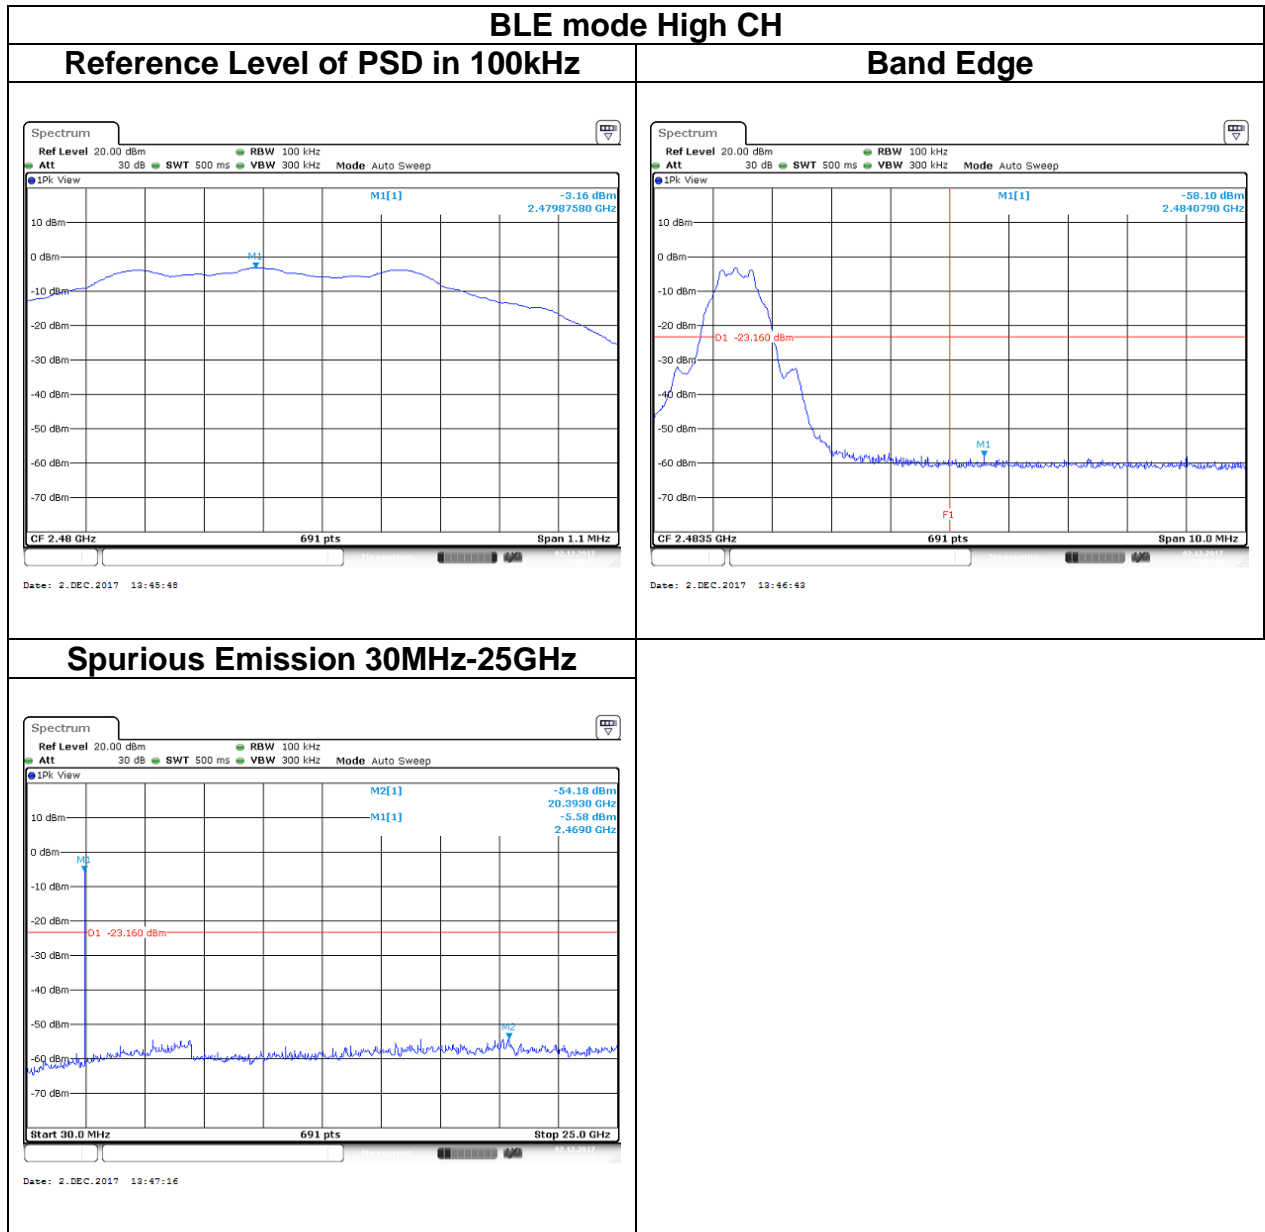 BLE mode High CH
Reference Level of PSD in 100kHz
Band Edge
Spectrum
Ref Level 20.00 dBm RBW 100 kHz
Att 30 dB SWT 500 ms VBW 300 kHz Mode Auto Sweep
1Pk View
M1[1] -3.16 dBm
2.47987580 GHz
10 dBm
0 dBm
M1
-10 dBm
-20 dBm
-30 dBm
-40 dBm
-50 dBm
-60 dBm
-70 dBm
CF 2.48 GHz 691 pts Span 1.1 MHz
Date: 2.DEC.2017 13:45:48
Spectrum
Ref Level 20.00 dBm RBW 100 kHz
Att 30 dB SWT 500 ms VBW 300 kHz Mode Auto Sweep
1Pk View
M1[1] -58.10 dBm
2.4840790 GHz
10 dBm
0 dBm
-10 dBm
-20 dBm
D1 -23.160 dBm
-30 dBm
-40 dBm
-50 dBm
M1
-60 dBm
-70 dBm
F1
CF 2.4835 GHz 691 pts Span 10.0 MHz
Date: 2.DEC.2017 13:46:43
Spurious Emission 30MHz-25GHz
Spectrum
Ref Level 20.00 dBm RBW 100 kHz
Att 30 dB SWT 500 ms VBW 300 kHz Mode Auto Sweep
1Pk View
M2[1] -54.18 dBm
20.3930 GHz
10 dBm M1[1] -5.58 dBm
2.4690 GHz
0 dBm
M1
-10 dBm
-20 dBm
D1 -23.160 dBm
-30 dBm
-40 dBm
-50 dBm
M2
-60 dBm
-70 dBm
Start 30.0 MHz 691 pts Stop 25.0 GHz
Date: 2.DEC.2017 13:47:16